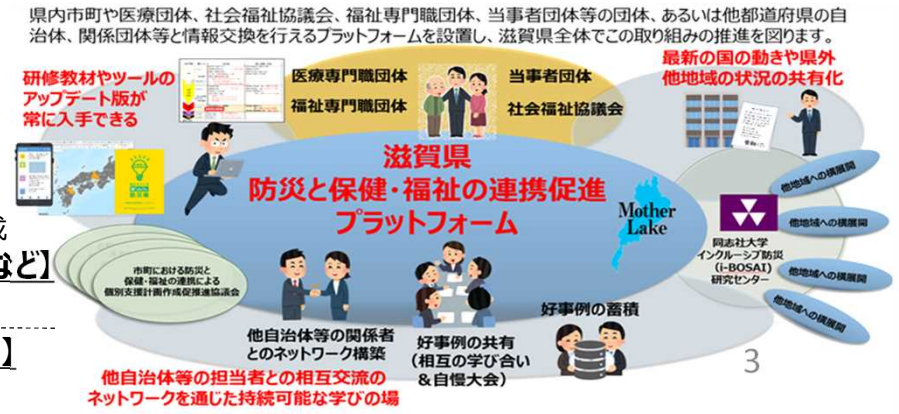 県内市町や医療団体、社会福祉協議会、福祉専門職団体、当事者団体等の団体、あるいは他都道府県の自
治体、関係団体等と情報交換を行えるプラットフォームを設置し、滋賀県全体でこの取り組みの推進を図ります。
研修教材やツールの
アップデート版が
常に入手できる
医療専門職団体
福祉専門職団体
当事者団体
社会福祉協議会
最新の国の動きや県外
他地域の状況の共有化
滋賀県
防災と保健・福祉の連携促進
プラットフォーム
Mother
Lake
同志社大学
インクルーシブ防災
(i-BOSAI)
研究センター
他地域への横展開
他地域への横展開
他地域への横展開
他地域への横展開
など】
】
市町における防災と
保健・福祉の連携による
個別支援計画作成促推進協議会
他自治体等の関係者
とのネットワーク構築
好事例の共有
(相互の学び合い
&自慢大会)
好事例の蓄積
他自治体等の担当者との相互交流の
ネットワークを通じた持続可能な学びの場
3